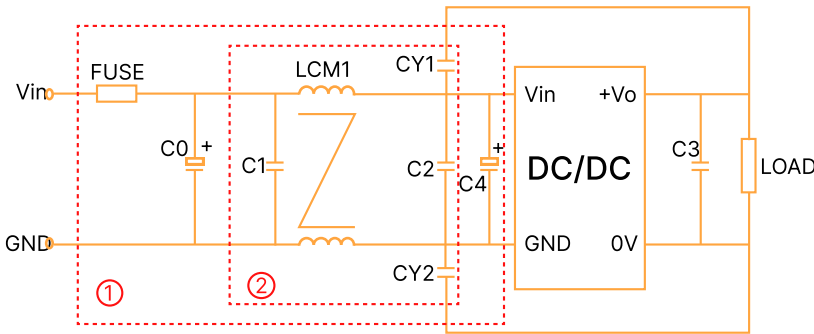 CY1
FUSE
LCM1
Vin
Vin
+Vo
C0
+
C1
C2
+
C4
DC/DC
C3
LOAD
GND
GND
0V
CY2
①
②